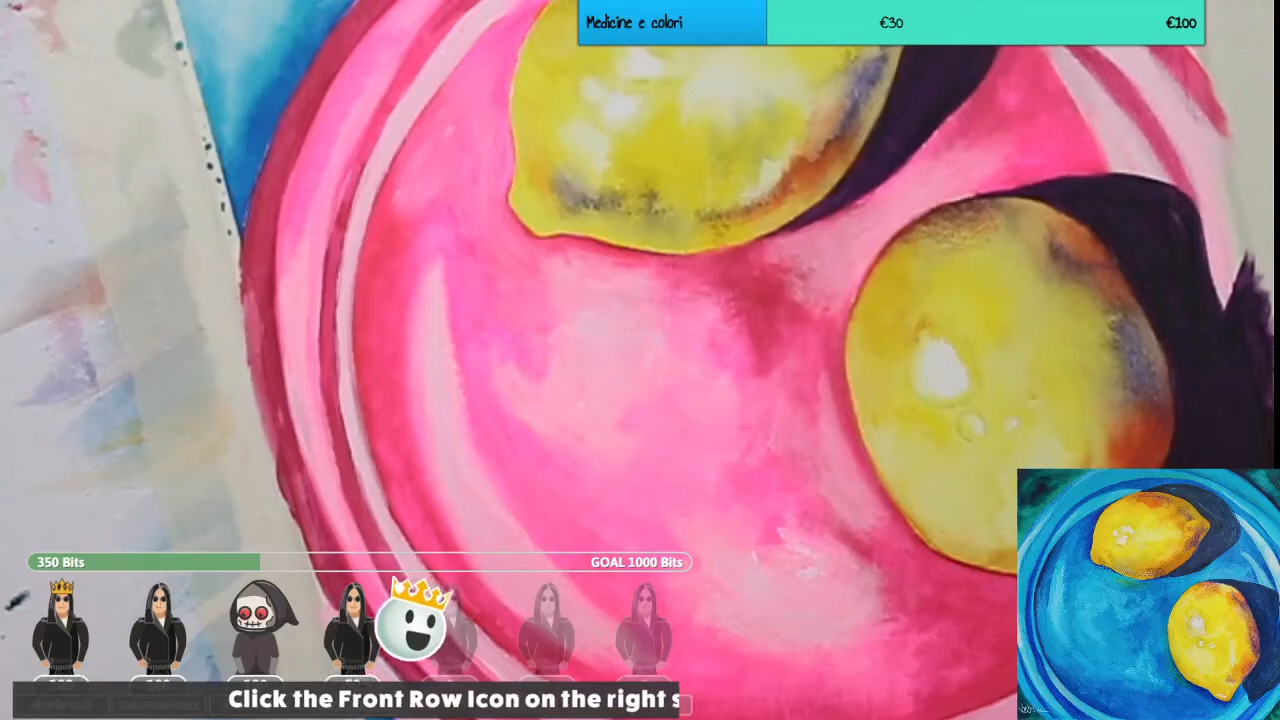 Medicine e colori €30 €100
350 Bits GOAL 1000 Bits
Click the Front Row Icon on the right s